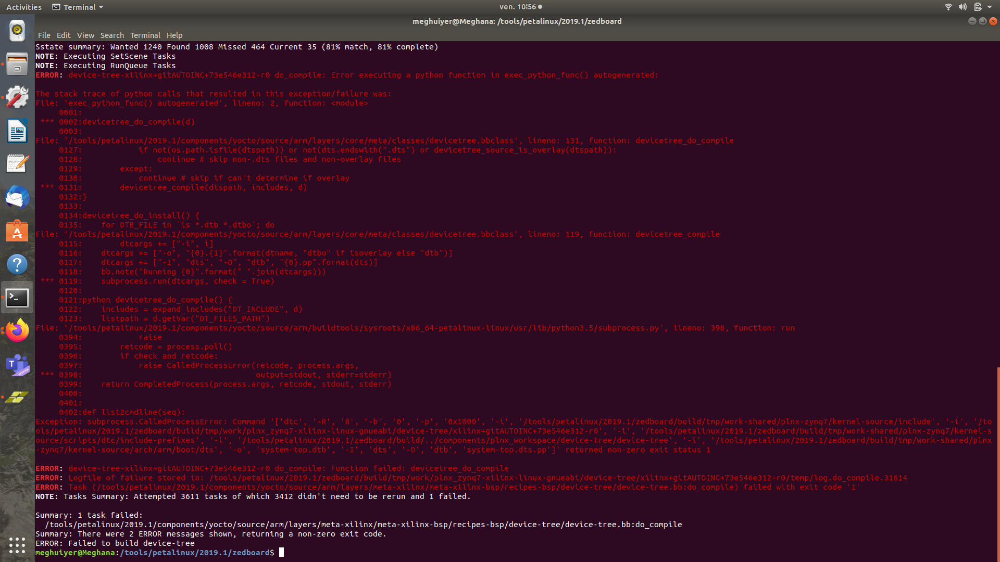 Activities
Terminal
ven. 10:56
meghuiyer@Meghana: /tools/petalinux/2019.1/zedboard
File Edit View Search Terminal Help
Sstate summary: Wanted 1240 Found 1008 Missed 464 Current 35 (81% match, 81% complete)
NOTE: Executing SetScene Tasks
NOTE: Executing RunQueue Tasks
ERROR: device-tree-xilinx+gitAUTOINC+73e546e312-r0 do_compile: Error executing a python function in exec_python_func() autogenerated:
The stack trace of python calls that resulted in this exception/failure was:
File: 'exec_python_func() autogenerated', lineno: 2, function: <module>
0001:
*** 0002:devicetree_do_compile(d)
0003:
File: '/tools/petalinux/2019.1/components/yocto/source/arm/layers/core/meta/classes/devicetree.bbclass', lineno: 131, function: devicetree_do_compile
0127: if not(os.path.isfile(dtspath)) or not(dts.endswith(".dts") or devicetree_source_is_overlay(dtspath)):
0128: continue # skip non-.dts files and non-overlay files
0129: except:
0130: continue # skip if can't determine if overlay
*** 0131: devicetree_compile(dtspath, includes, d)
0132:}
0133:
0134:devicetree_do_install() {
0135: for DTB_FILE in `ls *.dtb *.dtbo`; do
File: '/tools/petalinux/2019.1/components/yocto/source/arm/layers/core/meta/classes/devicetree.bbclass', lineno: 119, function: devicetree_compile
0115: dtcargs += ["-i", i]
0116: dtcargs += ["-o", "{0}.{1}".format(dtname, "dtbo" if isoverlay else "dtb")]
0117: dtcargs += ["-I", "dts", "-O", "dtb", "{0}.pp".format(dts)]
0118: bb.note("Running {0}".format(" ".join(dtcargs)))
*** 0119: subprocess.run(dtcargs, check = True)
0120:
0121:python devicetree_do_compile() {
0122: includes = expand_includes("DT_INCLUDE", d)
0123: listpath = d.getVar("DT_FILES_PATH")
File: '/tools/petalinux/2019.1/components/yocto/source/arm/buildtools/sysroots/x86_64-petalinux-linux/usr/lib/python3.5/subprocess.py', lineno: 398, function: run
0394: raise
0395: retcode = process.poll()
0396: if check and retcode:
0397: raise CalledProcessError(retcode, process.args,
*** 0398: output=stdout, stderr=stderr)
0399: return CompletedProcess(process.args, retcode, stdout, stderr)
0400:
0401:
0402:def list2cmdline(seq):
Exception: subprocess.CalledProcessError: Command '['dtc', '-R', '8', '-b', '0', '-p', '0x1000', '-i', '/tools/petalinux/2019.1/zedboard/build/tmp/work-shared/plnx-zynq7/kernel-source/include', '-i', '/to
ols/petalinux/2019.1/zedboard/build/tmp/work/plnx_zynq7-xilinx-linux-gnueabi/device-tree/xilinx+gitAUTOINC+73e546e312-r0', '-i', '/tools/petalinux/2019.1/zedboard/build/tmp/work-shared/plnx-zynq7/kernel-s
ource/scripts/dtc/include-prefixes', '-i', '/tools/petalinux/2019.1/zedboard/build/../components/plnx_workspace/device-tree/device-tree', '-i', '/tools/petalinux/2019.1/zedboard/build/tmp/work-shared/plnx
-zynq7/kernel-source/arch/arm/boot/dts', '-o', 'system-top.dtb', '-I', 'dts', '-O', 'dtb', 'system-top.dts.pp']' returned non-zero exit status 1
ERROR: device-tree-xilinx+gitAUTOINC+73e546e312-r0 do_compile: Function failed: devicetree_do_compile
ERROR: Logfile of failure stored in: /tools/petalinux/2019.1/zedboard/build/tmp/work/plnx_zynq7-xilinx-linux-gnueabi/device-tree/xilinx+gitAUTOINC+73e546e312-r0/temp/log.do_compile.31614
ERROR: Task (/tools/petalinux/2019.1/components/yocto/source/arm/layers/meta-xilinx/meta-xilinx-bsp/recipes-bsp/device-tree/device-tree.bb:do_compile) failed with exit code '1'
NOTE: Tasks Summary: Attempted 3611 tasks of which 3412 didn't need to be rerun and 1 failed.
Summary: 1 task failed:
/tools/petalinux/2019.1/components/yocto/source/arm/layers/meta-xilinx/meta-xilinx-bsp/recipes-bsp/device-tree/device-tree.bb:do_compile
Summary: There were 2 ERROR messages shown, returning a non-zero exit code.
ERROR: Failed to build device-tree
meghuiyer@Meghana:/tools/petalinux/2019.1/zedboard$